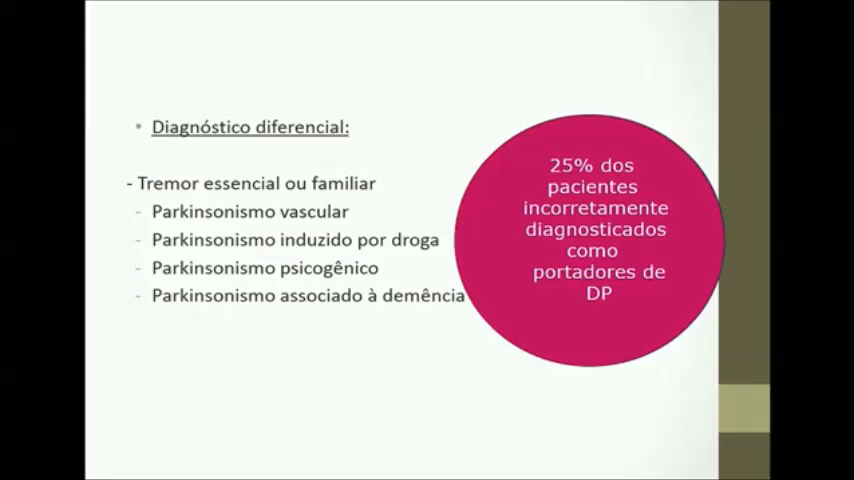 • Diagnóstico diferencial:
- Tremor essencial ou familiar
- Parkinsonismo vascular
- Parkinsonismo induzido por droga
- Parkinsonismo psicogênico
- Parkinsonismo associado à demência
25% dos
pacientes
incorretamente
diagnosticados
como
portadores de
DP